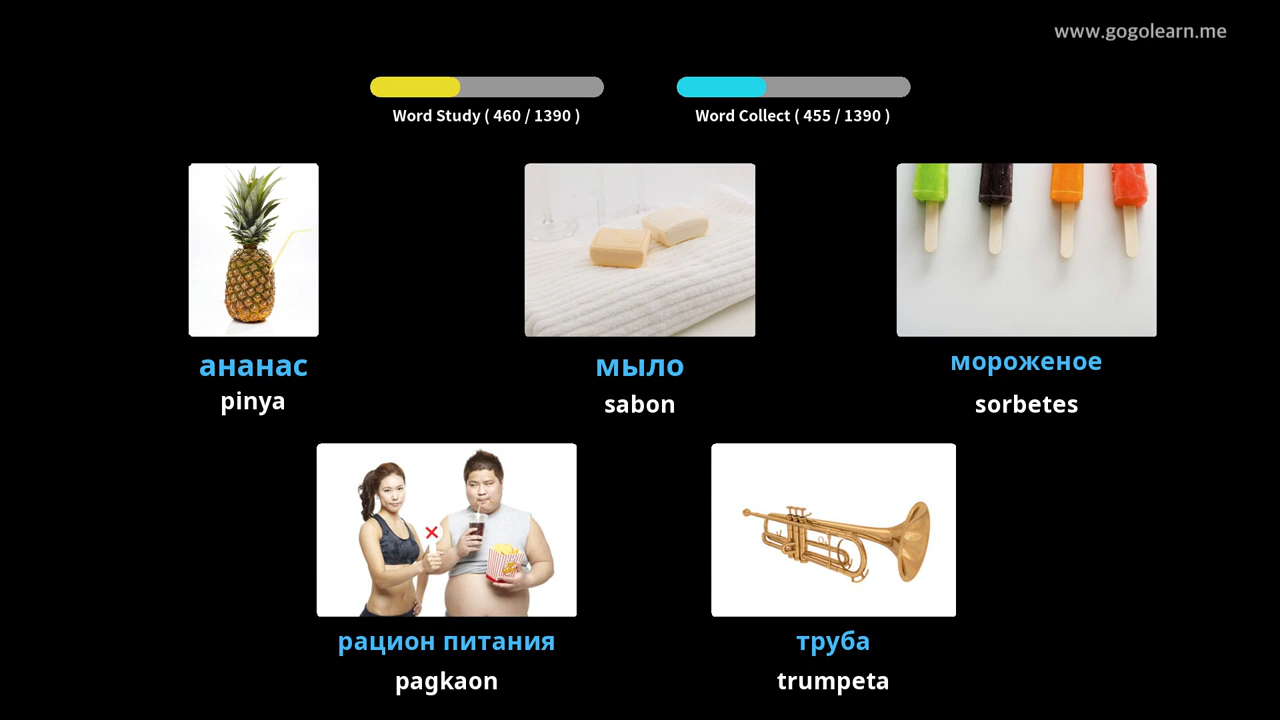 www.gogolearn.me
Word Study ( 460 / 1390 )
Word Collect ( 455 / 1390 )
ананас
pinya
мыло
sabon
мороженое
sorbetes
рацион питания
pagkaon
труба
trumpeta